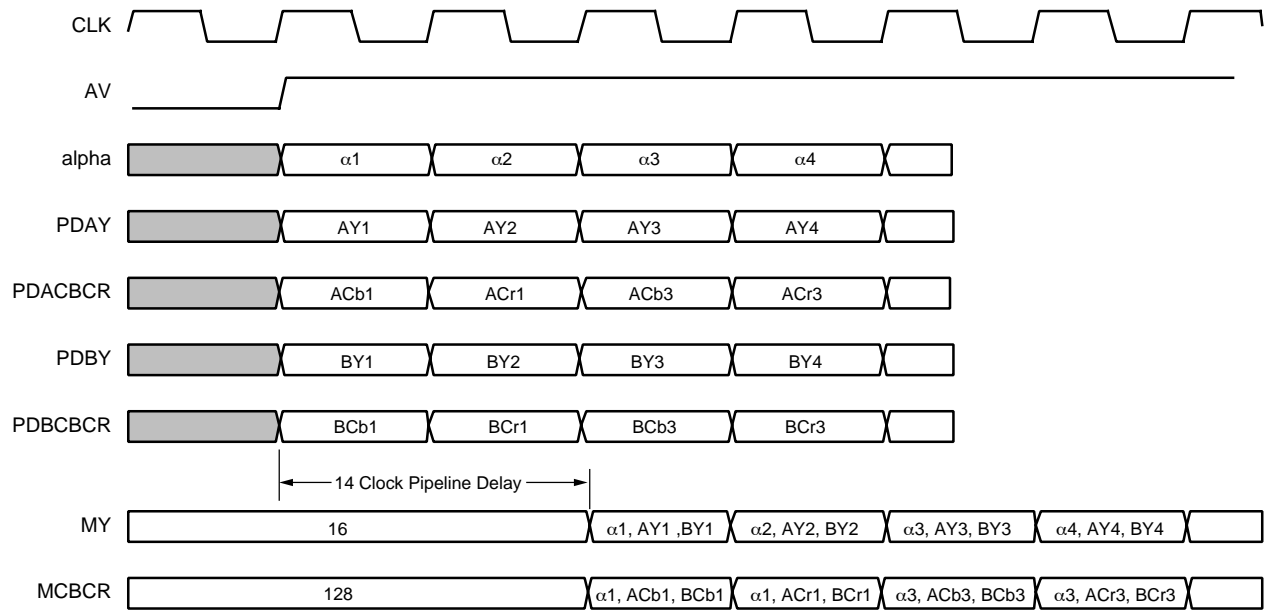 CLK
AV
alpha α1 α2 α3 α4
PDAY AY1 AY2 AY3 AY4
PDACBCR ACb1 ACr1 ACb3 ACr3
PDBY BY1 BY2 BY3 BY4
PDBCBCR BCb1 BCr1 BCb3 BCr3
14 Clock Pipeline Delay
MY 16 α1, AY1 ,BY1 α2, AY2, BY2 α3, AY3, BY3 α4, AY4, BY4
MCBCR 128 α1, ACb1, BCb1 α1, ACr1, BCr1 α3, ACb3, BCb3 α3, ACr3, BCr3